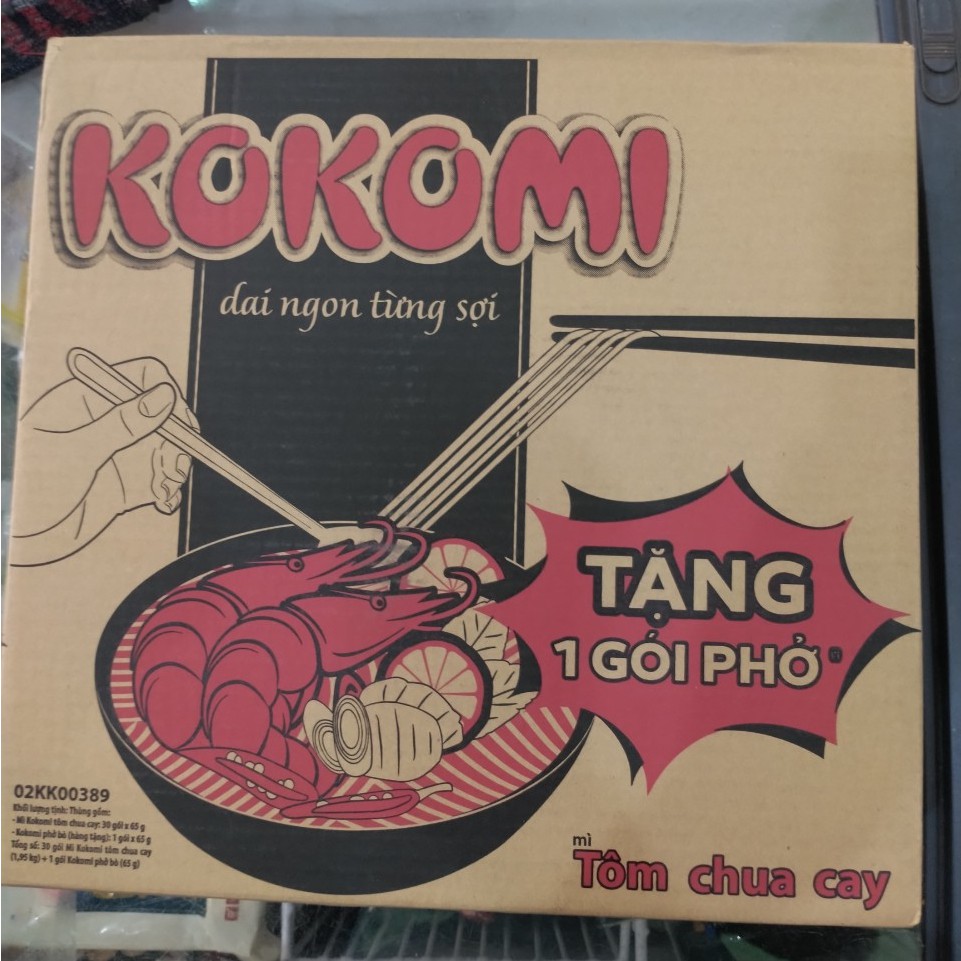 KOKOMI
dai ngon từng sợi
TẶNG
1 GÓI PHỞ
02KK00389
Khối lượng tịnh: Thùng gồm:
- Mì Kokomi tôm chua cay: 30 gói x 65 g
- Kokomi phở bò (hàng tặng): 1 gói x 65 g
Tổng số: 30 gói Mì Kokomi tôm chua cay
(1,95 kg) + 1 gói Kokomi phở bò (65 g)
mì
Tôm chua cay